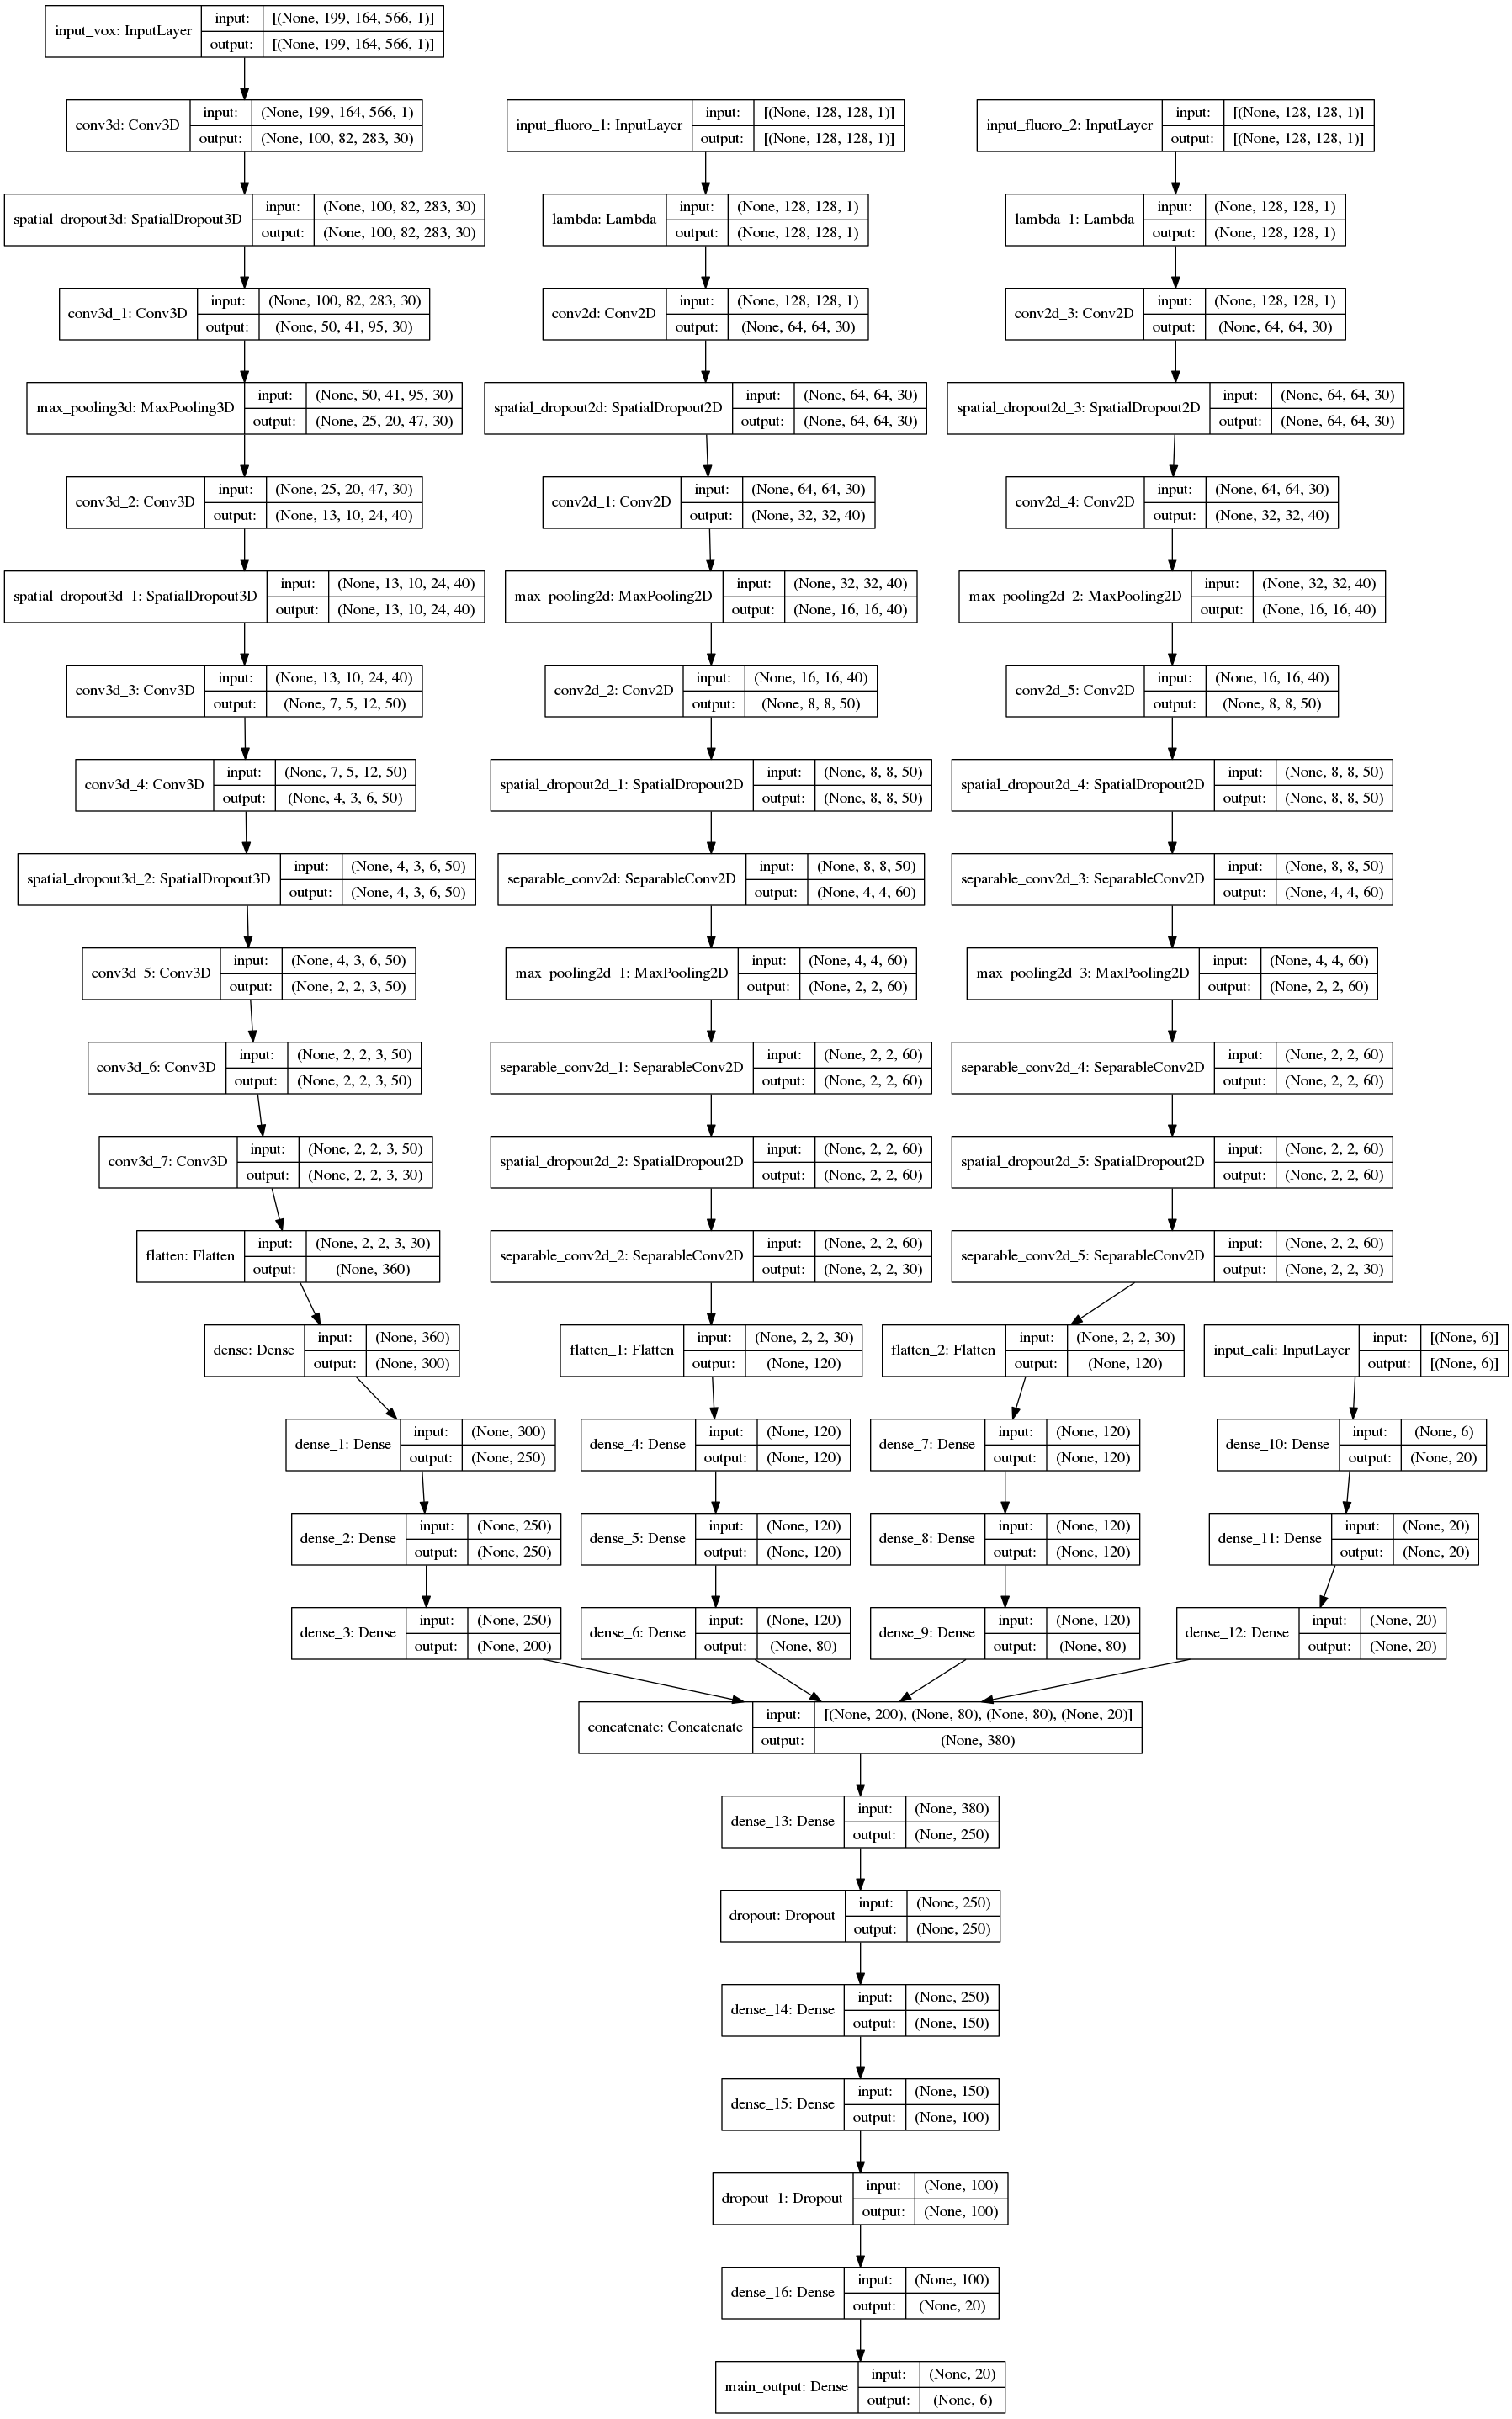 input_vox: InputLayer
input: [(None, 199, 164, 566, 1)]
output: [(None, 199, 164, 566, 1)]
conv3d: Conv3D
input: (None, 199, 164, 566, 1)
output: (None, 100, 82, 283, 30)
input_fluoro_1: InputLayer
input: [(None, 128, 128, 1)]
output: [(None, 128, 128, 1)]
input_fluoro_2: InputLayer
input: [(None, 128, 128, 1)]
output: [(None, 128, 128, 1)]
spatial_dropout3d: SpatialDropout3D
input: (None, 100, 82, 283, 30)
output: (None, 100, 82, 283, 30)
lambda: Lambda
input: (None, 128, 128, 1)
output: (None, 128, 128, 1)
lambda_1: Lambda
input: (None, 128, 128, 1)
output: (None, 128, 128, 1)
conv3d_1: Conv3D
input: (None, 100, 82, 283, 30)
output: (None, 50, 41, 95, 30)
conv2d: Conv2D
input: (None, 128, 128, 1)
output: (None, 64, 64, 30)
conv2d_3: Conv2D
input: (None, 128, 128, 1)
output: (None, 64, 64, 30)
max_pooling3d: MaxPooling3D
input: (None, 50, 41, 95, 30)
output: (None, 25, 20, 47, 30)
spatial_dropout2d: SpatialDropout2D
input: (None, 64, 64, 30)
output: (None, 64, 64, 30)
spatial_dropout2d_3: SpatialDropout2D
input: (None, 64, 64, 30)
output: (None, 64, 64, 30)
conv3d_2: Conv3D
input: (None, 25, 20, 47, 30)
output: (None, 13, 10, 24, 40)
conv2d_1: Conv2D
input: (None, 64, 64, 30)
output: (None, 32, 32, 40)
conv2d_4: Conv2D
input: (None, 64, 64, 30)
output: (None, 32, 32, 40)
spatial_dropout3d_1: SpatialDropout3D
input: (None, 13, 10, 24, 40)
output: (None, 13, 10, 24, 40)
max_pooling2d: MaxPooling2D
input: (None, 32, 32, 40)
output: (None, 16, 16, 40)
max_pooling2d_2: MaxPooling2D
input: (None, 32, 32, 40)
output: (None, 16, 16, 40)
conv3d_3: Conv3D
input: (None, 13, 10, 24, 40)
output: (None, 7, 5, 12, 50)
conv2d_2: Conv2D
input: (None, 16, 16, 40)
output: (None, 8, 8, 50)
conv2d_5: Conv2D
input: (None, 16, 16, 40)
output: (None, 8, 8, 50)
conv3d_4: Conv3D
input: (None, 7, 5, 12, 50)
output: (None, 4, 3, 6, 50)
spatial_dropout2d_1: SpatialDropout2D
input: (None, 8, 8, 50)
output: (None, 8, 8, 50)
spatial_dropout2d_4: SpatialDropout2D
input: (None, 8, 8, 50)
output: (None, 8, 8, 50)
spatial_dropout3d_2: SpatialDropout3D
input: (None, 4, 3, 6, 50)
output: (None, 4, 3, 6, 50)
separable_conv2d: SeparableConv2D
input: (None, 8, 8, 50)
output: (None, 4, 4, 60)
separable_conv2d_3: SeparableConv2D
input: (None, 8, 8, 50)
output: (None, 4, 4, 60)
conv3d_5: Conv3D
input: (None, 4, 3, 6, 50)
output: (None, 2, 2, 3, 50)
max_pooling2d_1: MaxPooling2D
input: (None, 4, 4, 60)
output: (None, 2, 2, 60)
max_pooling2d_3: MaxPooling2D
input: (None, 4, 4, 60)
output: (None, 2, 2, 60)
conv3d_6: Conv3D
input: (None, 2, 2, 3, 50)
output: (None, 2, 2, 3, 50)
separable_conv2d_1: SeparableConv2D
input: (None, 2, 2, 60)
output: (None, 2, 2, 60)
separable_conv2d_4: SeparableConv2D
input: (None, 2, 2, 60)
output: (None, 2, 2, 60)
conv3d_7: Conv3D
input: (None, 2, 2, 3, 50)
output: (None, 2, 2, 3, 30)
spatial_dropout2d_2: SpatialDropout2D
input: (None, 2, 2, 60)
output: (None, 2, 2, 60)
spatial_dropout2d_5: SpatialDropout2D
input: (None, 2, 2, 60)
output: (None, 2, 2, 60)
flatten: Flatten
input: (None, 2, 2, 3, 30)
output: (None, 360)
separable_conv2d_2: SeparableConv2D
input: (None, 2, 2, 60)
output: (None, 2, 2, 30)
separable_conv2d_5: SeparableConv2D
input: (None, 2, 2, 60)
output: (None, 2, 2, 30)
dense: Dense
input: (None, 360)
output: (None, 300)
flatten_1: Flatten
input: (None, 2, 2, 30)
output: (None, 120)
flatten_2: Flatten
input: (None, 2, 2, 30)
output: (None, 120)
input_cali: InputLayer
input: [(None, 6)]
output: [(None, 6)]
dense_1: Dense
input: (None, 300)
output: (None, 250)
dense_4: Dense
input: (None, 120)
output: (None, 120)
dense_7: Dense
input: (None, 120)
output: (None, 120)
dense_10: Dense
input: (None, 6)
output: (None, 20)
dense_2: Dense
input: (None, 250)
output: (None, 250)
dense_5: Dense
input: (None, 120)
output: (None, 120)
dense_8: Dense
input: (None, 120)
output: (None, 120)
dense_11: Dense
input: (None, 20)
output: (None, 20)
dense_3: Dense
input: (None, 250)
output: (None, 200)
dense_6: Dense
input: (None, 120)
output: (None, 80)
dense_9: Dense
input: (None, 120)
output: (None, 80)
dense_12: Dense
input: (None, 20)
output: (None, 20)
concatenate: Concatenate
input: [(None, 200), (None, 80), (None, 80), (None, 20)]
output: (None, 380)
dense_13: Dense
input: (None, 380)
output: (None, 250)
dropout: Dropout
input: (None, 250)
output: (None, 250)
dense_14: Dense
input: (None, 250)
output: (None, 150)
dense_15: Dense
input: (None, 150)
output: (None, 100)
dropout_1: Dropout
input: (None, 100)
output: (None, 100)
dense_16: Dense
input: (None, 100)
output: (None, 20)
main_output: Dense
input: (None, 20)
output: (None, 6)